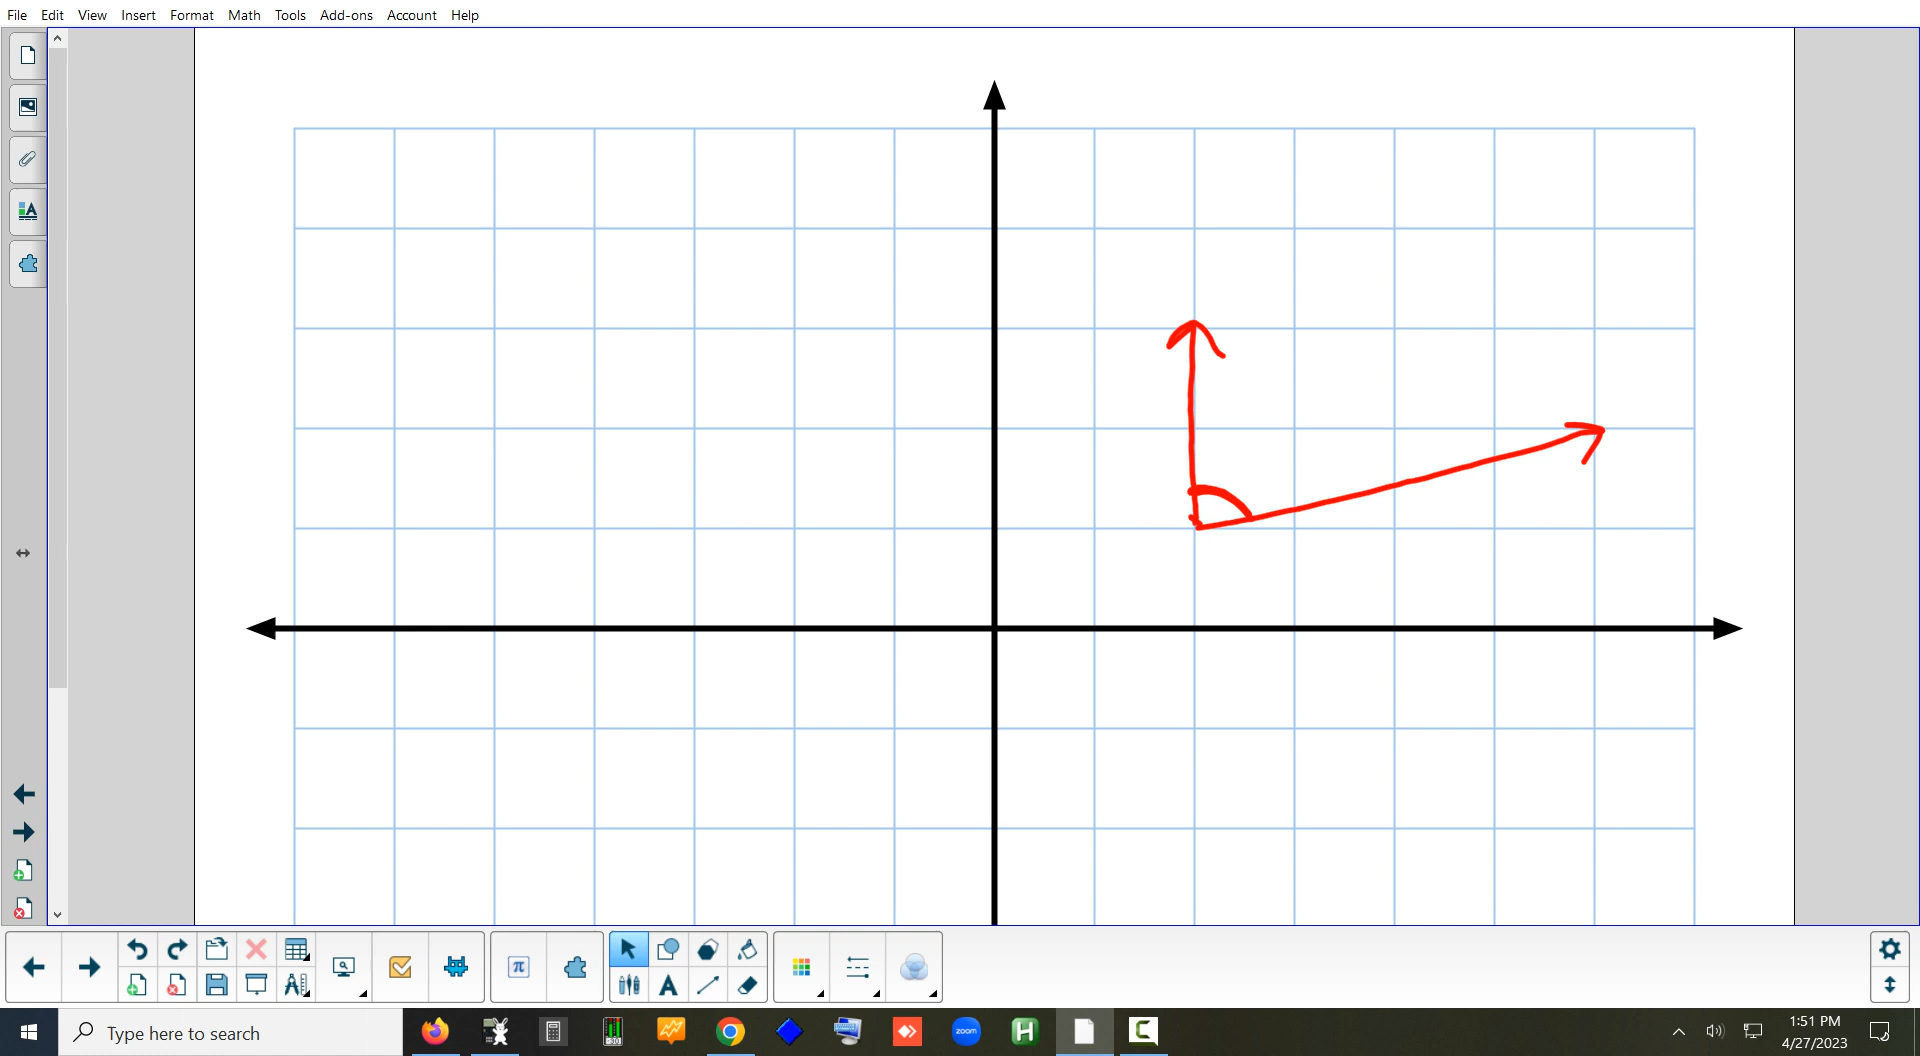 File Edit View Insert Format Math Tools Add-ons Account Help
A
π
A
Type here to search
zoom
H
C
1:51 PM
4/27/2023